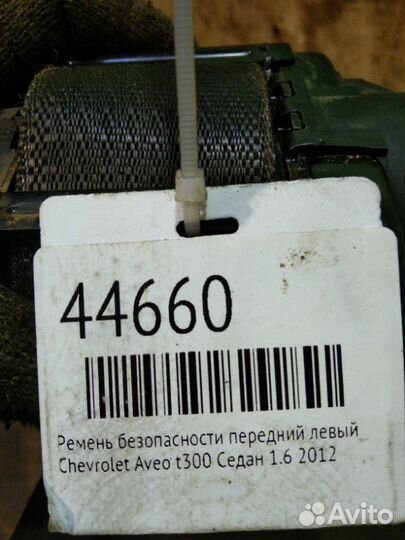 44660
Ремень безопасности передний левый
Chevrolet Aveo t300 Седан 1.6 2012
Avito